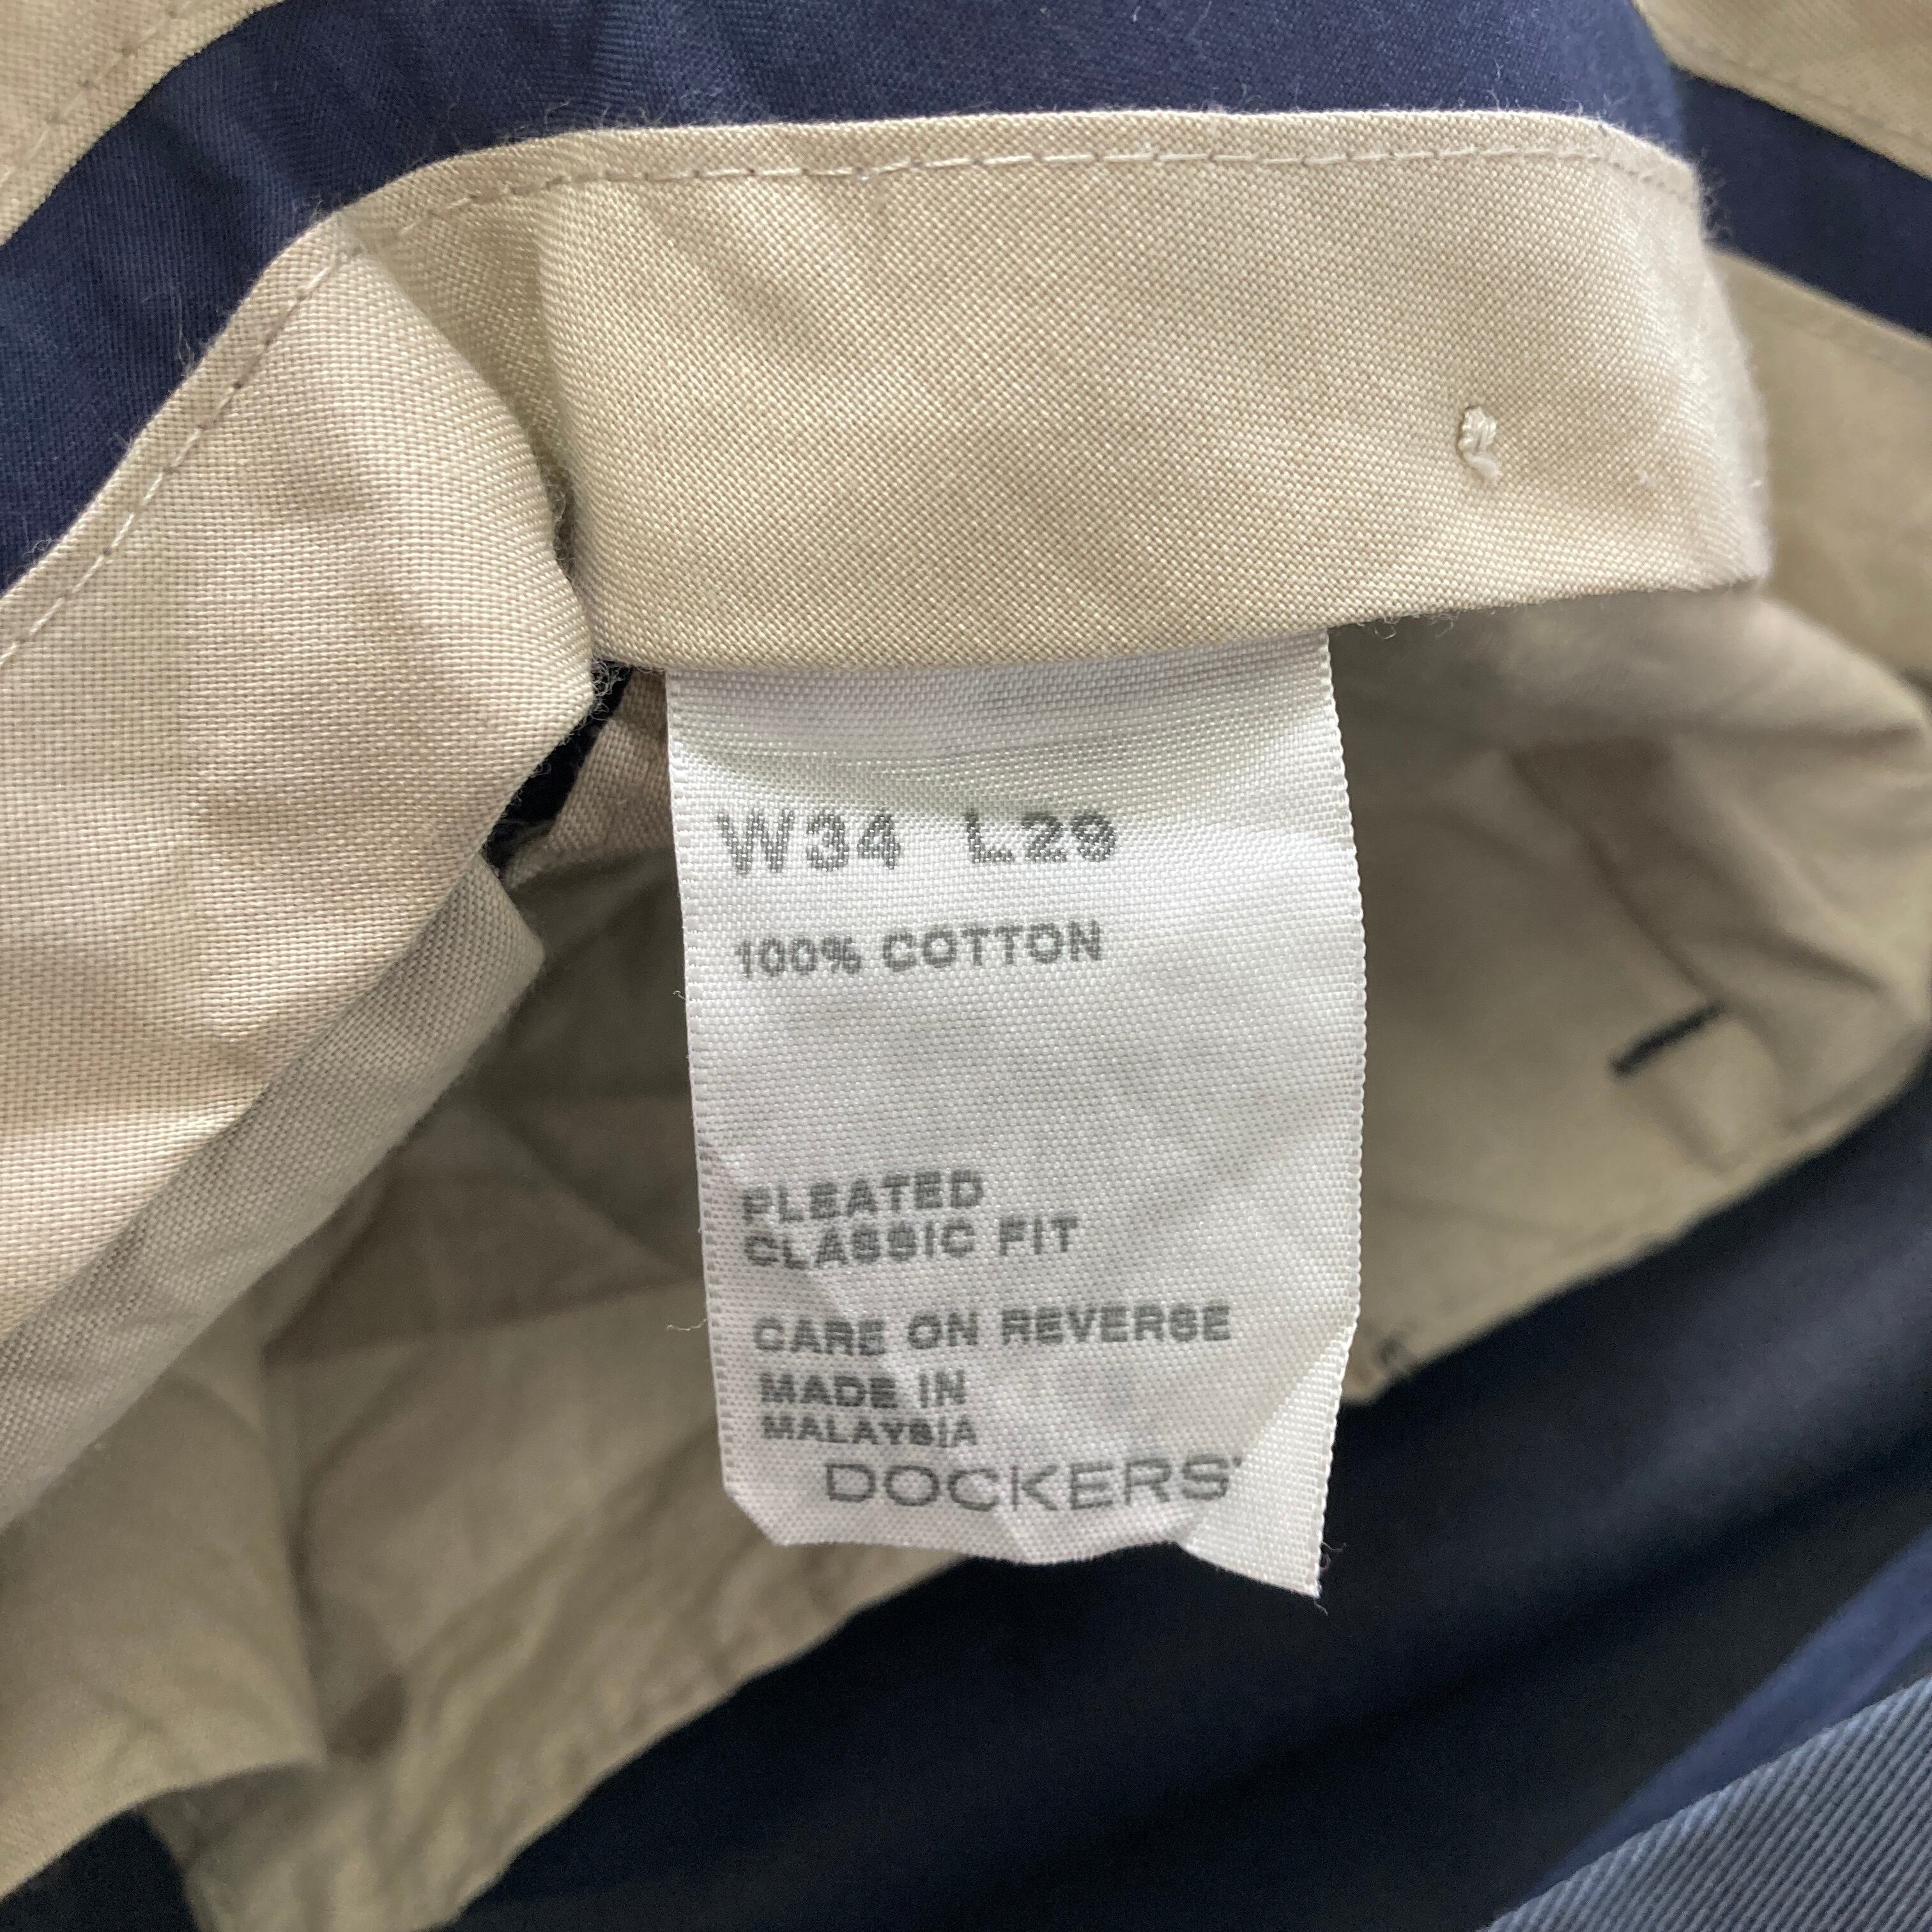 W34 L29
100% COTTON
PLEATED
CLASSIC FIT
CARE ON REVERSE
MADE IN
MALAYSIA
DOCKERS